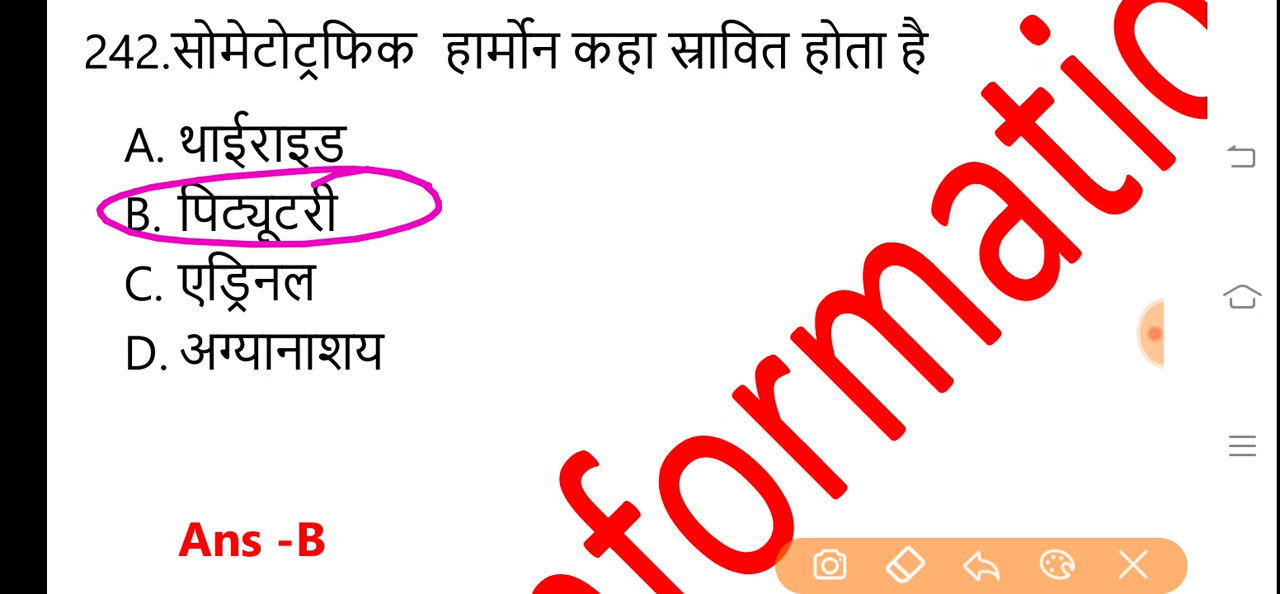 242.सोमेटोट्रफिक हार्मोन कहा स्रावित होता है
A. थाईराइड
B. पिट्यूटरी
C. एड्रिनल
D. अग्यानाशय
Ans -B
formatio